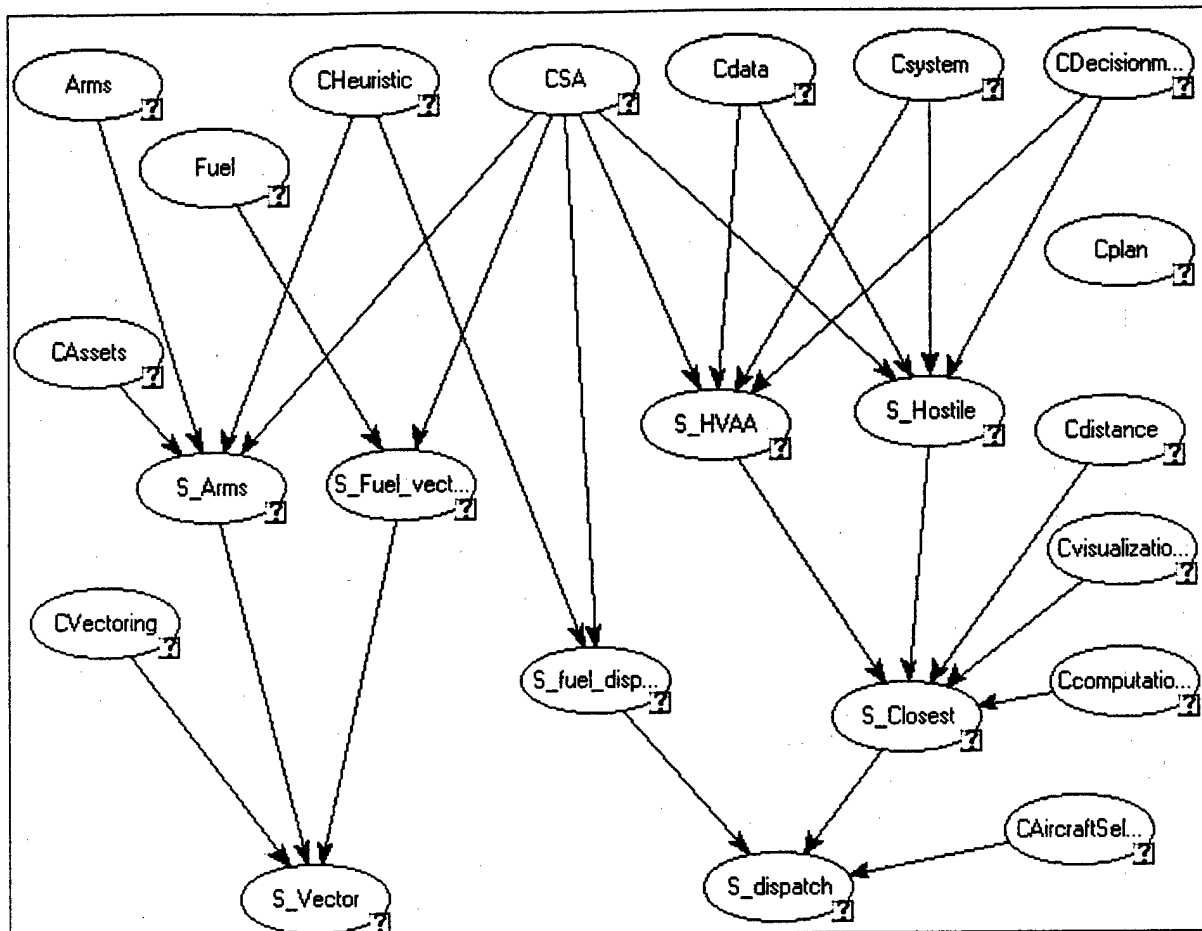 Arms
CHeuristic
CSA
Cdata
Csystem
CDecisionm...
?
?
?
?
?
?
Fuel
?
Cplan
?
CAssets
?
S_HVAA
?
S_Hostile
?
Cdistance
?
S_Arms
?
S_Fuel_vect...
?
Cvisualizatio...
?
CVectoring
?
S_fuel_disp...
?
S_Closest
?
Ccomputatio...
?
CAircraftSel...
?
S_Vector
?
S_dispatch
?